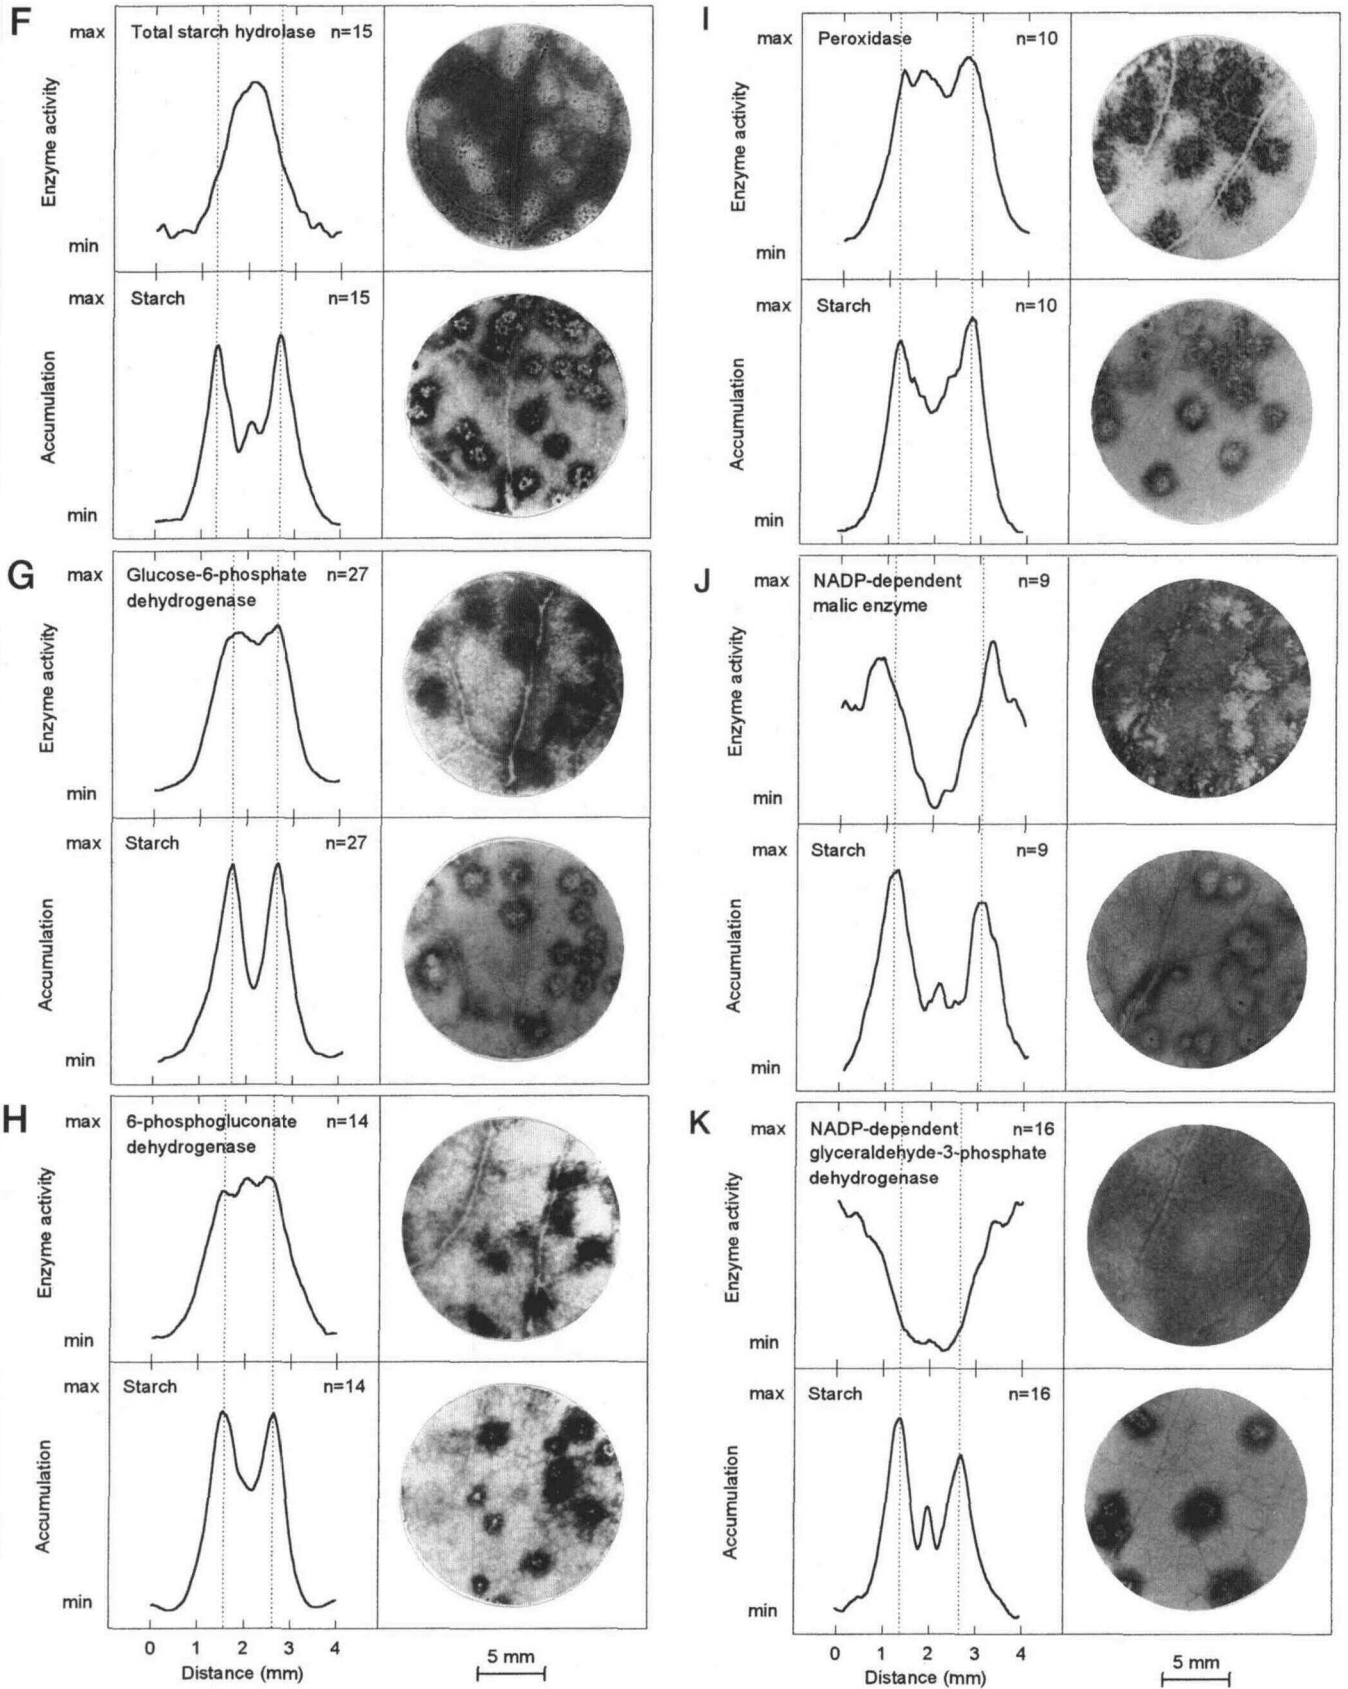 F
max
Total starch hydrolase n=15
Enzyme activity
min
max
Starch n=15
Accumulation
min
G
max
Glucose-6-phosphate n=27
dehydrogenase
Enzyme activity
min
max
Starch n=27
Accumulation
min
H
max
6-phosphogluconate n=14
dehydrogenase
Enzyme activity
min
max
Starch n=14
Accumulation
min
0 1 2 3 4
Distance (mm)
5 mm
I
max
Peroxidase n=10
Enzyme activity
min
max
Starch n=10
Accumulation
min
J
max
NADP-dependent n=9
malic enzyme
Enzyme activity
min
max
Starch n=9
Accumulation
min
K
max
NADP-dependent n=16
glyceraldehyde-3-phosphate
dehydrogenase
Enzyme activity
min
max
Starch n=16
Accumulation
min
0 1 2 3 4
Distance (mm)
5 mm